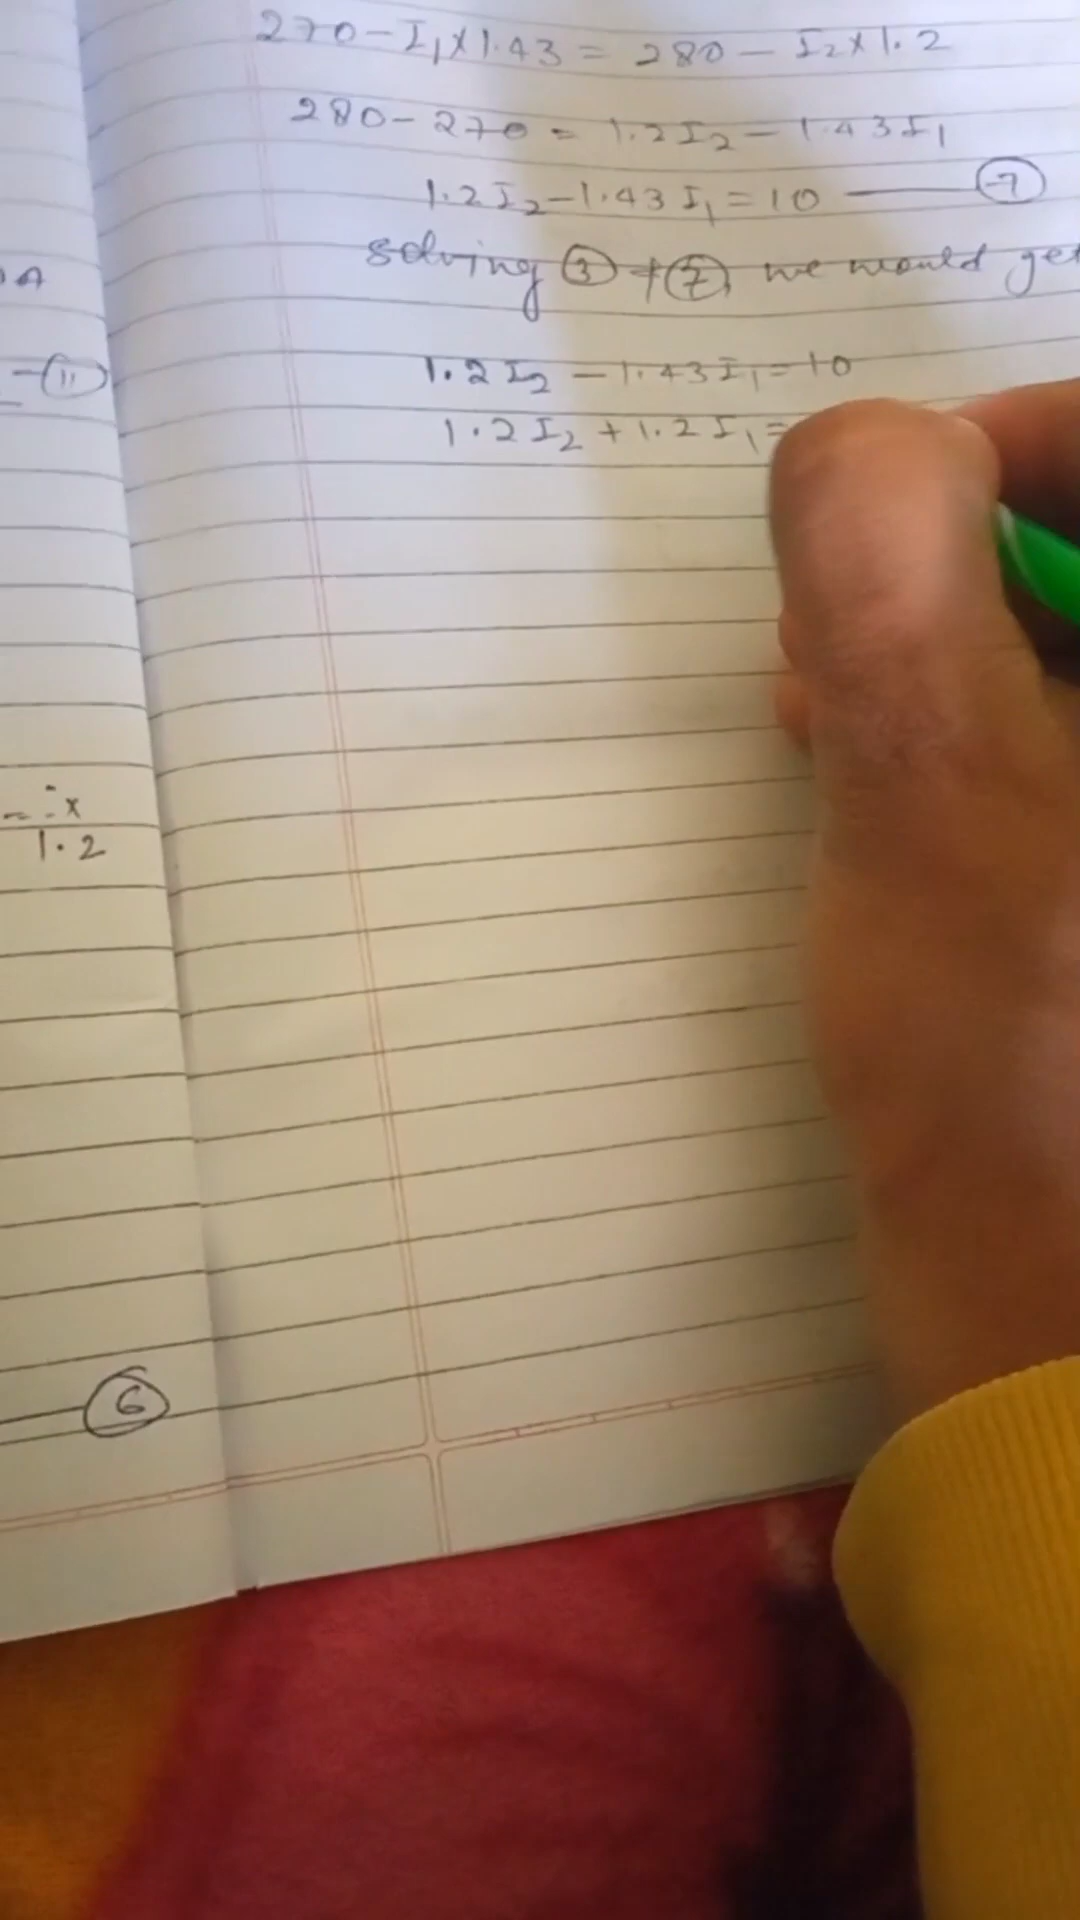 A
- (11)
1.2
(6)
270 - I₁ × 1.43 = 280 - I₂ × 1.2
280 - 270 = 1.2 I₂ - 1.43 I₁
1.2 I₂ - 1.43 I₁ = 10 — (7)
solving (3) & (7), we would get
1.2 I₂ - 1.43 I₁ = 10
1.2 I₂ + 1.2 I₁ =